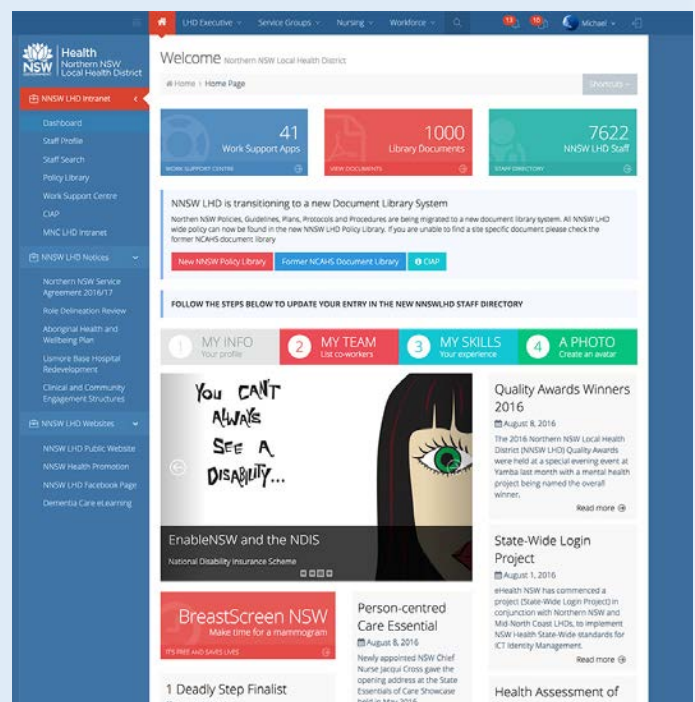 LHD Executive
Service Groups
Nursing
Workforce
13
10
Michael
NSW
GOVERNMENT
Health
Northern NSW
Local Health District
NNSW LHD Intranet
Dashboard
Staff Profile
Staff Search
Policy Library
Work Support Centre
CIAP
MNC LHD Intranet
NNSW LHD Notices
Northern NSW Service
Agreement 2016/17
Role Delineation Review
Aboriginal Health and
Wellbeing Plan
Lismore Base Hospital
Redevelopment
Clinical and Community
Engagement Structures
NNSW LHD Websites
NNSW LHD Public Website
NNSW Health Promotion
NNSW LHD Facebook Page
Dementia Care eLearning
Welcome Northern NSW Local Health District
Home › Home Page
Shortcuts
41
Work Support Apps
WORK SUPPORT CENTRE
1000
Library Documents
VIEW DOCUMENTS
7622
NNSW LHD Staff
STAFF DIRECTORY
NNSW LHD is transitioning to a new Document Library System
Northen NSW Policies, Guidelines, Plans, Protocols and Procedures are being migrated to a new document library system. All NNSW LHD
wide policy can now be found in the new NNSW LHD Policy Library. If you are unable to find a site specific document please check the
former NCAHS document library
New NNSW Policy Library
Former NCAHS Document Library
CIAP
FOLLOW THE STEPS BELOW TO UPDATE YOUR ENTRY IN THE NEW NNSWLHD STAFF DIRECTORY
1 MY INFO
Your profile
2 MY TEAM
List co-workers
3 MY SKILLS
Your experience
4 A PHOTO
Create an avatar
YOU CAN'T
ALWAYS
SEE A
DISABILITY...
EnableNSW and the NDIS
National Disability Insurance Scheme
Quality Awards Winners
2016
August 8, 2016
The 2016 Northern NSW Local Health
District (NNSW LHD) Quality Awards
were held at a special evening event at
Yamba last month with a mental health
project being named the overall
winner.
Read more
State-Wide Login
Project
August 1, 2016
eHealth NSW has commenced a
project (State-Wide Login Project) in
conjunction with Northern NSW and
Mid North Coast LHDs, to implement
NSW Health State-Wide standards for
ICT Identity Management.
Read more
Health Assessment of
BreastScreen NSW
Make time for a mammogram
IT'S FREE AND SAVES LIVES
1 Deadly Step Finalist
Person-centred
Care Essential
August 8, 2016
Newly appointed NSW Chief
Nurse Jacqui Cross gave the
opening address at the State
Essentials of Care Showcase
held in May 2016